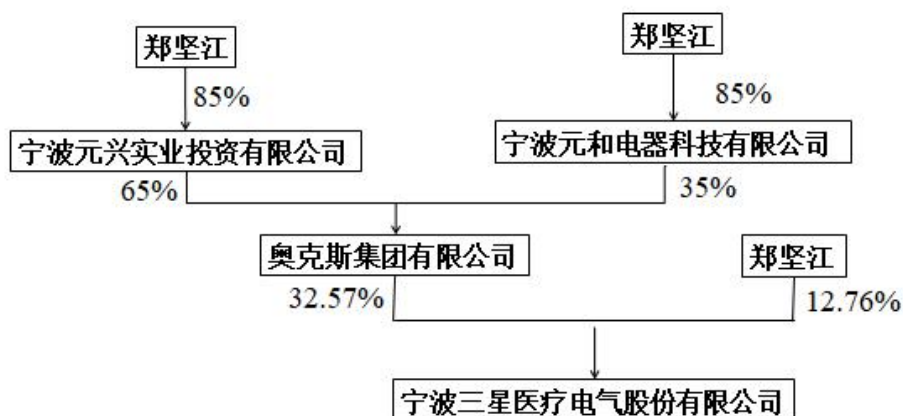 郑坚江
郑坚江
85%
85%
宁波元兴实业投资有限公司
宁波元和电器科技有限公司
65%
35%
奥克斯集团有限公司
郑坚江
32.57%
12.76%
宁波三星医疗电气股份有限公司